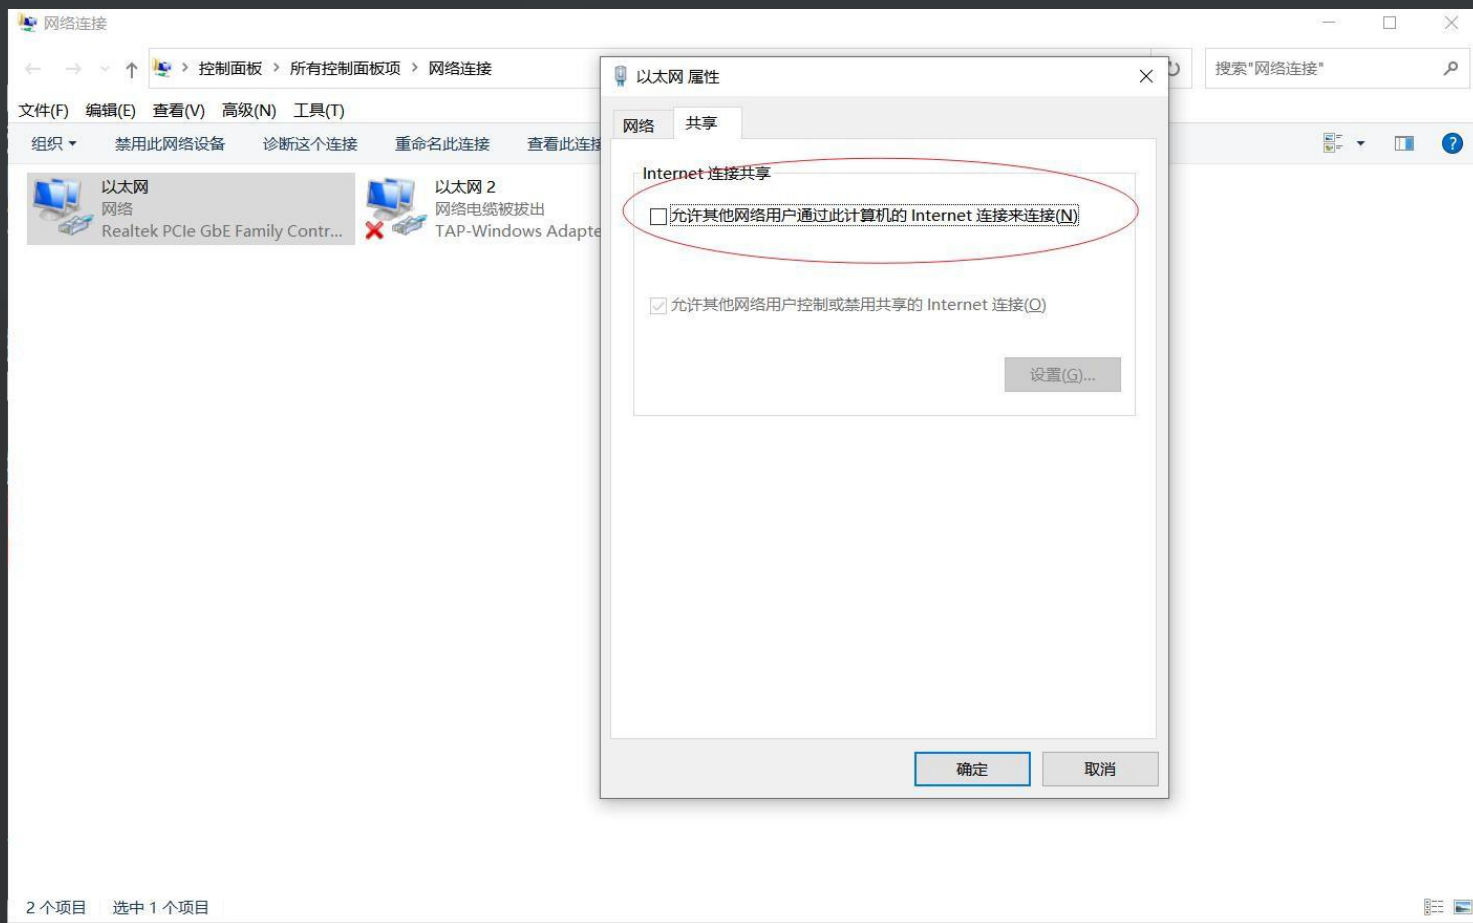 网络连接
控制面板 所有控制面板项 网络连接
搜索"网络连接"
文件(F) 编辑(E) 查看(V) 高级(N) 工具(T)
组织 禁用此网络设备 诊断这个连接 重命名此连接 查看此连接
以太网
网络
Realtek PCIe GbE Family Contr...
以太网 2
网络电缆被拔出
TAP-Windows Adapte
以太网 属性
网络 共享
Internet 连接共享
允许其他网络用户通过此计算机的 Internet 连接来连接(N)
允许其他网络用户控制或禁用共享的 Internet 连接(O)
设置(G)...
确定 取消
2 个项目 选中 1 个项目